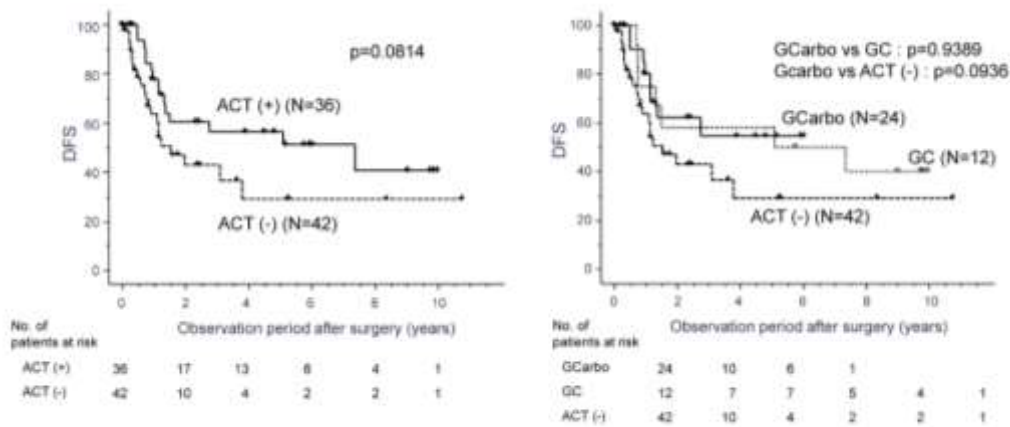 p=0.0814
ACT (+) (N=36)
ACT (-) (N=42)
DFS
100
80
60
40
20
0
0 2 4 6 8 10
Observation period after surgery (years)
No. of
patients at risk
ACT (+) 36 17 13 6 4 1
ACT (-) 42 10 4 2 2 1
GCarbo vs GC : p=0.9389
Gcarbo vs ACT (-) : p=0.0936
GCarbo (N=24)
GC (N=12)
ACT (-) (N=42)
DFS
100
80
60
40
20
0
0 2 4 6 8 10
Observation period after surgery (years)
No. of
patients at risk
GCarbo 24 10 6 1
GC 12 7 7 5 4 1
ACT (-) 42 10 4 2 2 1